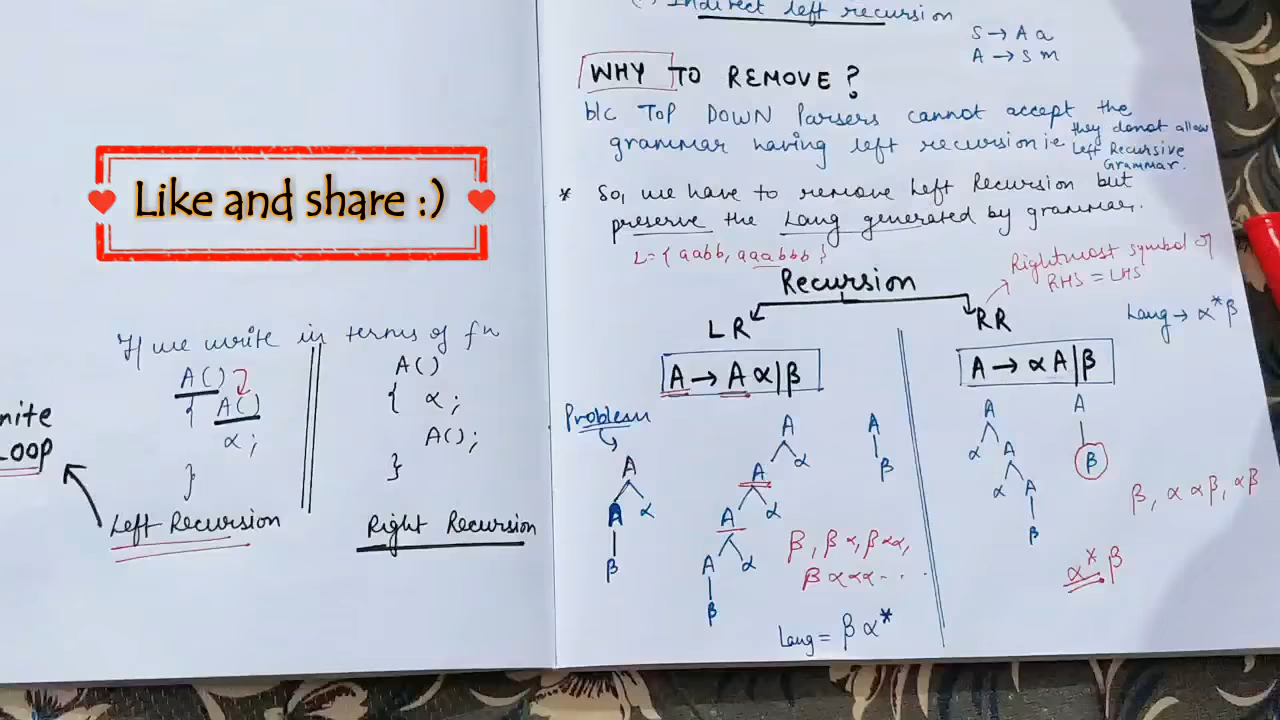 Like and share :)
If we write in terms of fn
A()
{ A()
α;
}
Left Recursion
nite
LOOP
A()
{ α;
A();
}
Right Recursion
Indirect left recursion
S → A a
A → S m
WHY TO REMOVE?
b/c TOP DOWN Parsers cannot accept the
grammar having left recursion i.e. they donot allow
Left Recursive
Grammar.
* So, we have to remove Left Recursion but
preserve the Lang generated by grammar.
L = { aabb, aaabbb }
Recursion
LR
A → A α | β
Problem
A
A α
β
A
A α
A α
A α
β
A
β
β, βα, βαα,
βααα...
Lang = βα*
RR
Rightmost symbol of
RHS = LHS
Lang → α*β
A → αA | β
A
α A
α A
β
A
β
β, ααβ, αβ
α*β